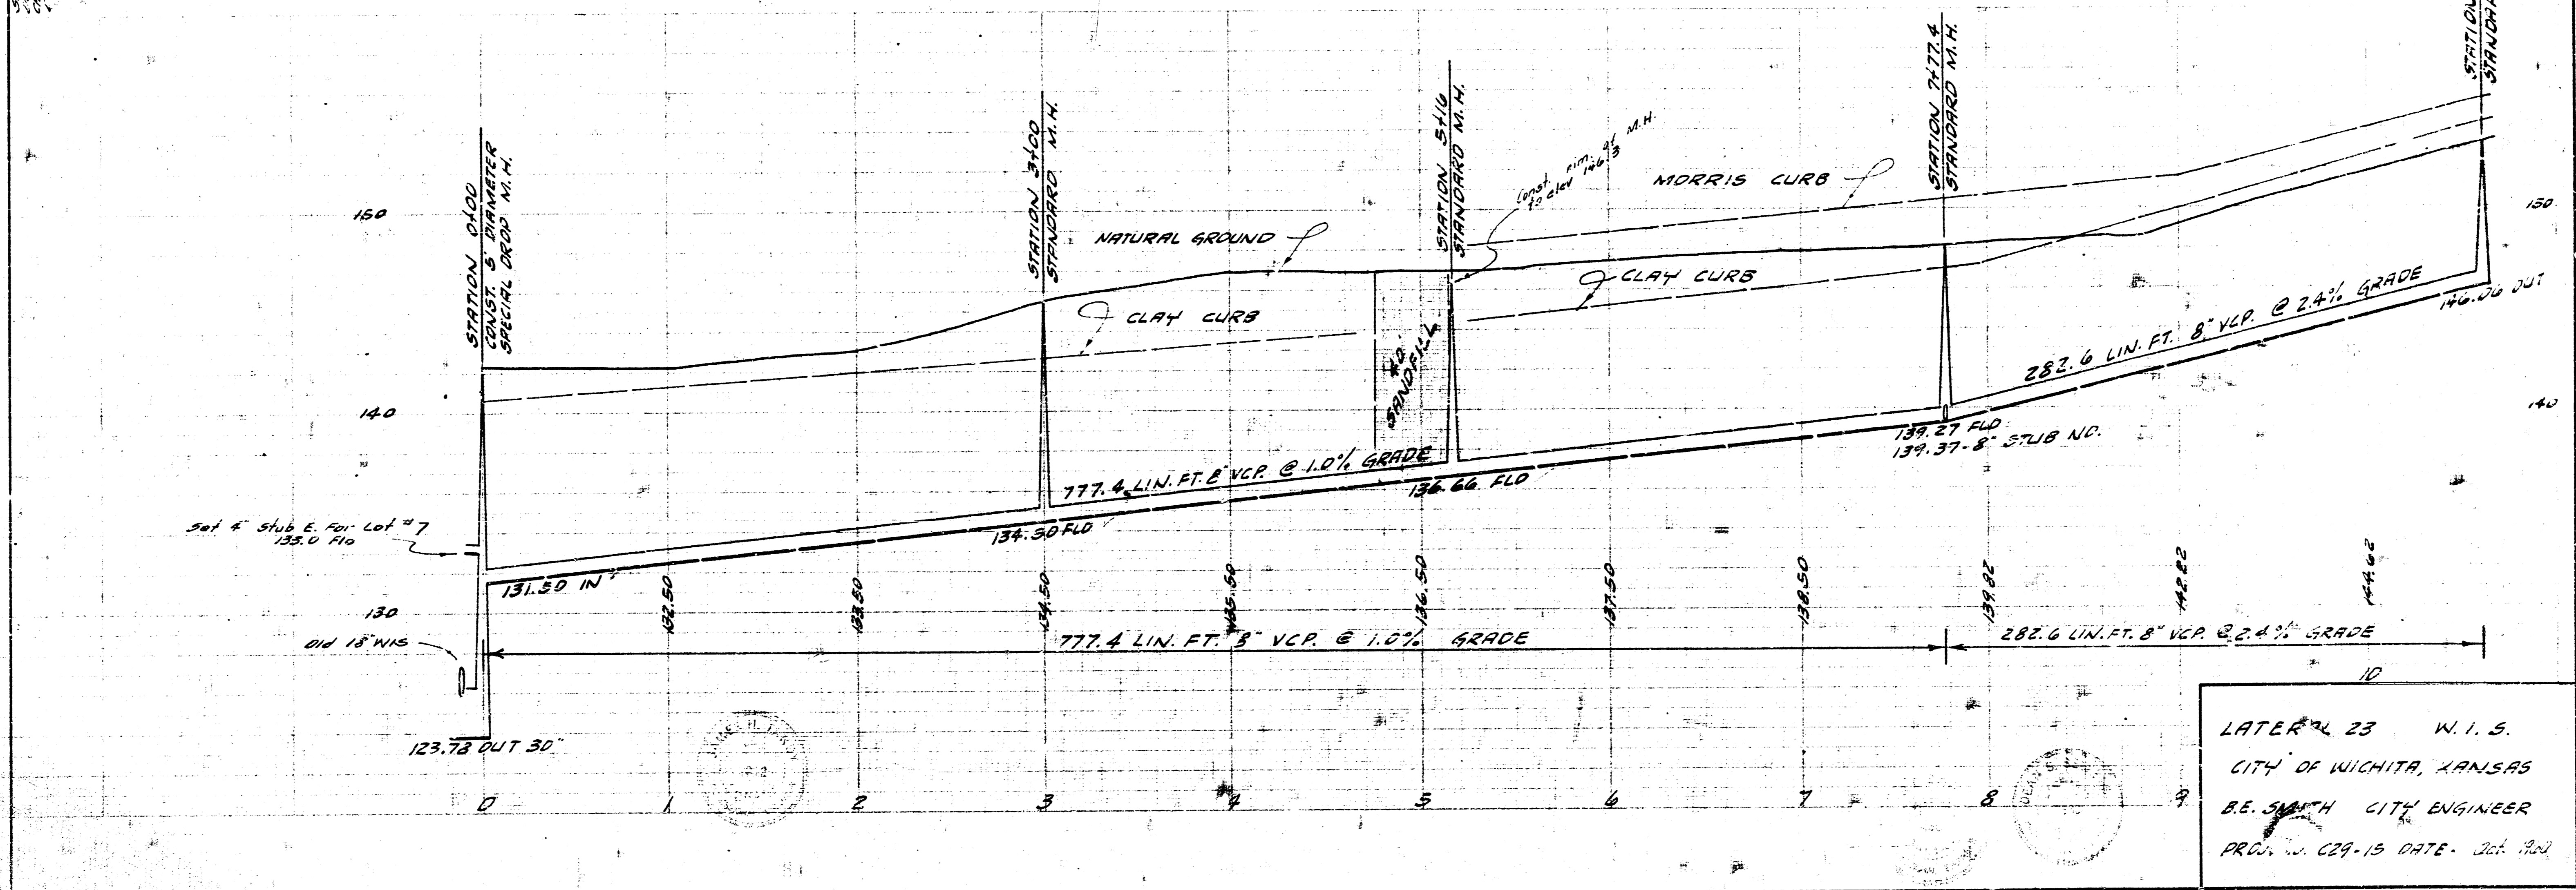 STATION 0+00
CONST. 5' DIAMETER
SPECIAL DROP M.H.
STATION 3+00
STANDARD M.H.
STATION 5+16
STANDARD M.H.
Const. rim of M.H.
to elev 146.3
STATION 7+77.4
STANDARD M.H.
STATION
STANDARD
150
NATURAL GROUND
MORRIS CURB
150
CLAY CURB
CLAY CURB
140
40'
SANDFILL
282.6 LIN. FT. 8" VCP. @ 2.4% GRADE
146.06 OUT
140
139.27 FLO
139.37-8" STUB NO.
777.4 LIN. FT. 8" VCP. @ 1.0% GRADE
136.66 FLO
Set 4" Stub E. For Lot #7
133.0 Flo
134.50 FLO
131.50 IN
130
132.50
133.50
134.50
135.50
136.50
137.50
138.50
139.82
142.22
144.62
Old 18" WIS
777.4 LIN. FT. 8" VCP. @ 1.0% GRADE
282.6 LIN. FT. 8" VCP. @ 2.4% GRADE
123.78 OUT 30"
0
1
2
3
4
5
6
7
8
9
10
LATERAL 23 W.I.S.
CITY OF WICHITA, KANSAS
B.E. SMITH CITY ENGINEER
C29-15 DATE- Oct